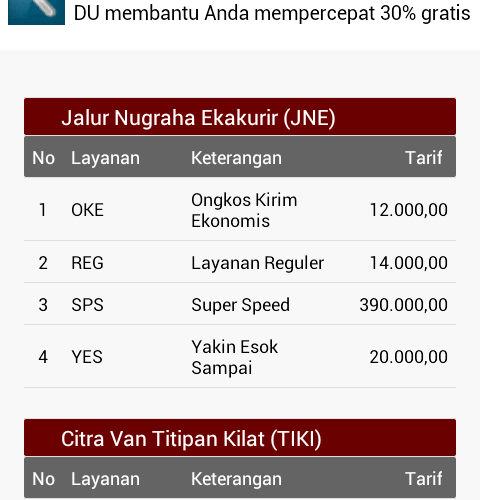 DU membantu Anda mempercepat 30% gratis
Jalur Nugraha Ekakurir (JNE)
No Layanan Keterangan Tarif
1 OKE Ongkos Kirim Ekonomis 12.000,00
2 REG Layanan Reguler 14.000,00
3 SPS Super Speed 390.000,00
4 YES Yakin Esok Sampai 20.000,00
Citra Van Titipan Kilat (TIKI)
No Layanan Keterangan Tarif